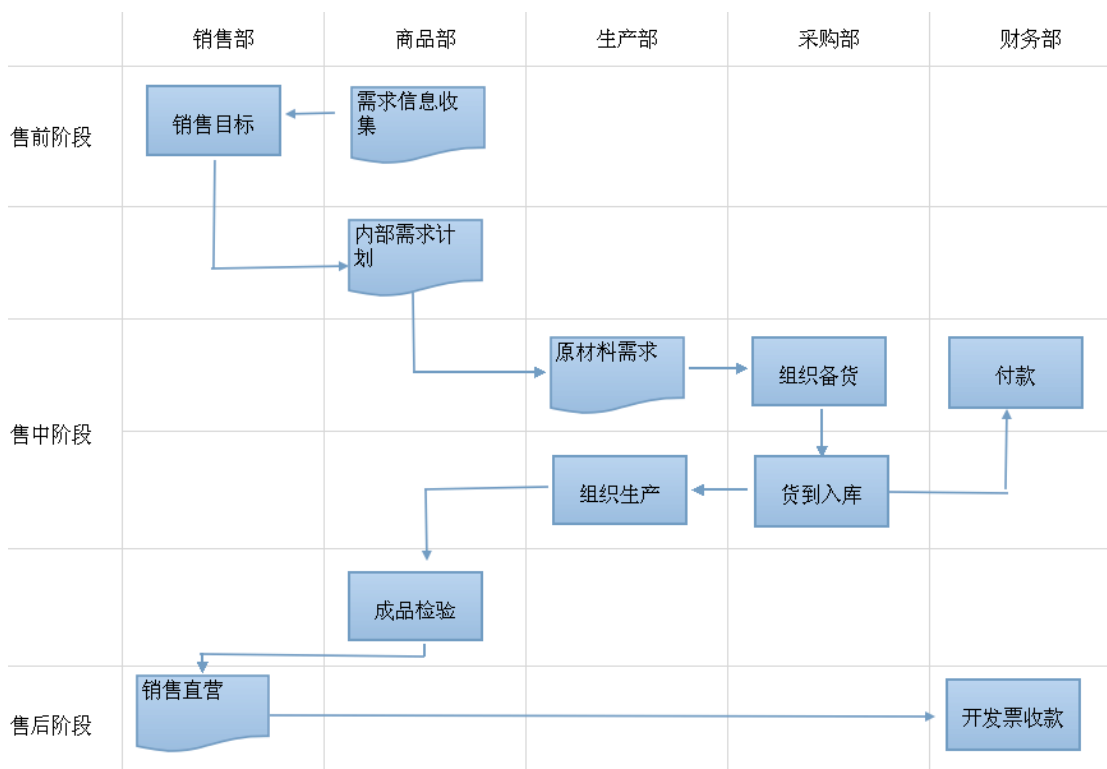 销售部
商品部
生产部
采购部
财务部
售前阶段
销售目标
需求信息收
集
内部需求计
划
售中阶段
原材料需求
组织备货
付款
组织生产
货到入库
成品检验
售后阶段
销售直营
开发票收款